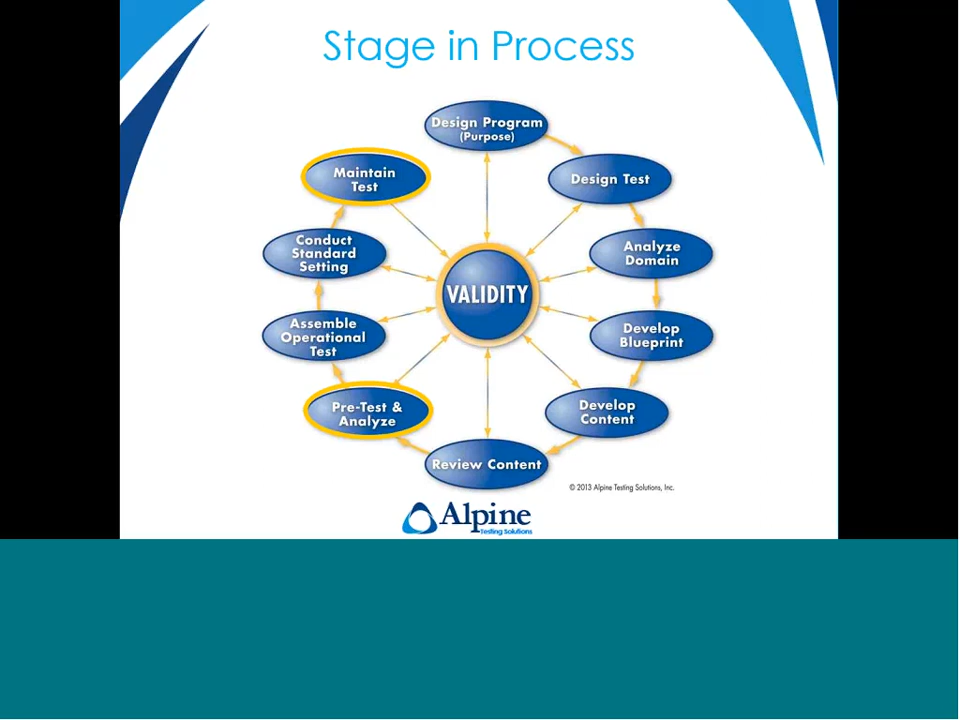 Stage in Process
Design Program
(Purpose)
Design Test
Analyze
Domain
Develop
Blueprint
Develop
Content
Review Content
Pre-Test &
Analyze
Assemble
Operational
Test
Conduct
Standard
Setting
Maintain
Test
VALIDITY
© 2013 Alpine Testing Solutions, Inc.
Alpine
Testing Solutions